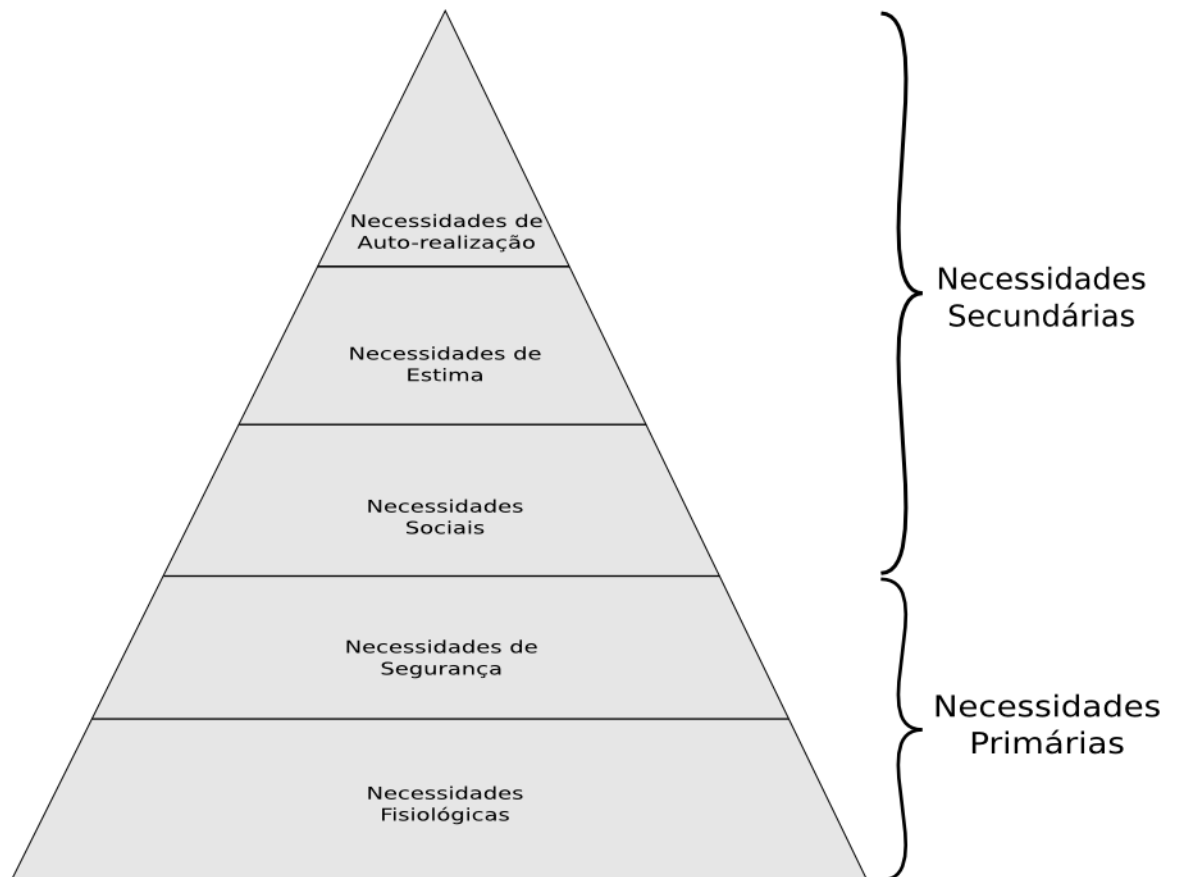 Necessidades de
Auto-realização
Necessidades de
Estima
Necessidades
Sociais
Necessidades de
Segurança
Necessidades
Fisiológicas
Necessidades
Secundárias
Necessidades
Primárias